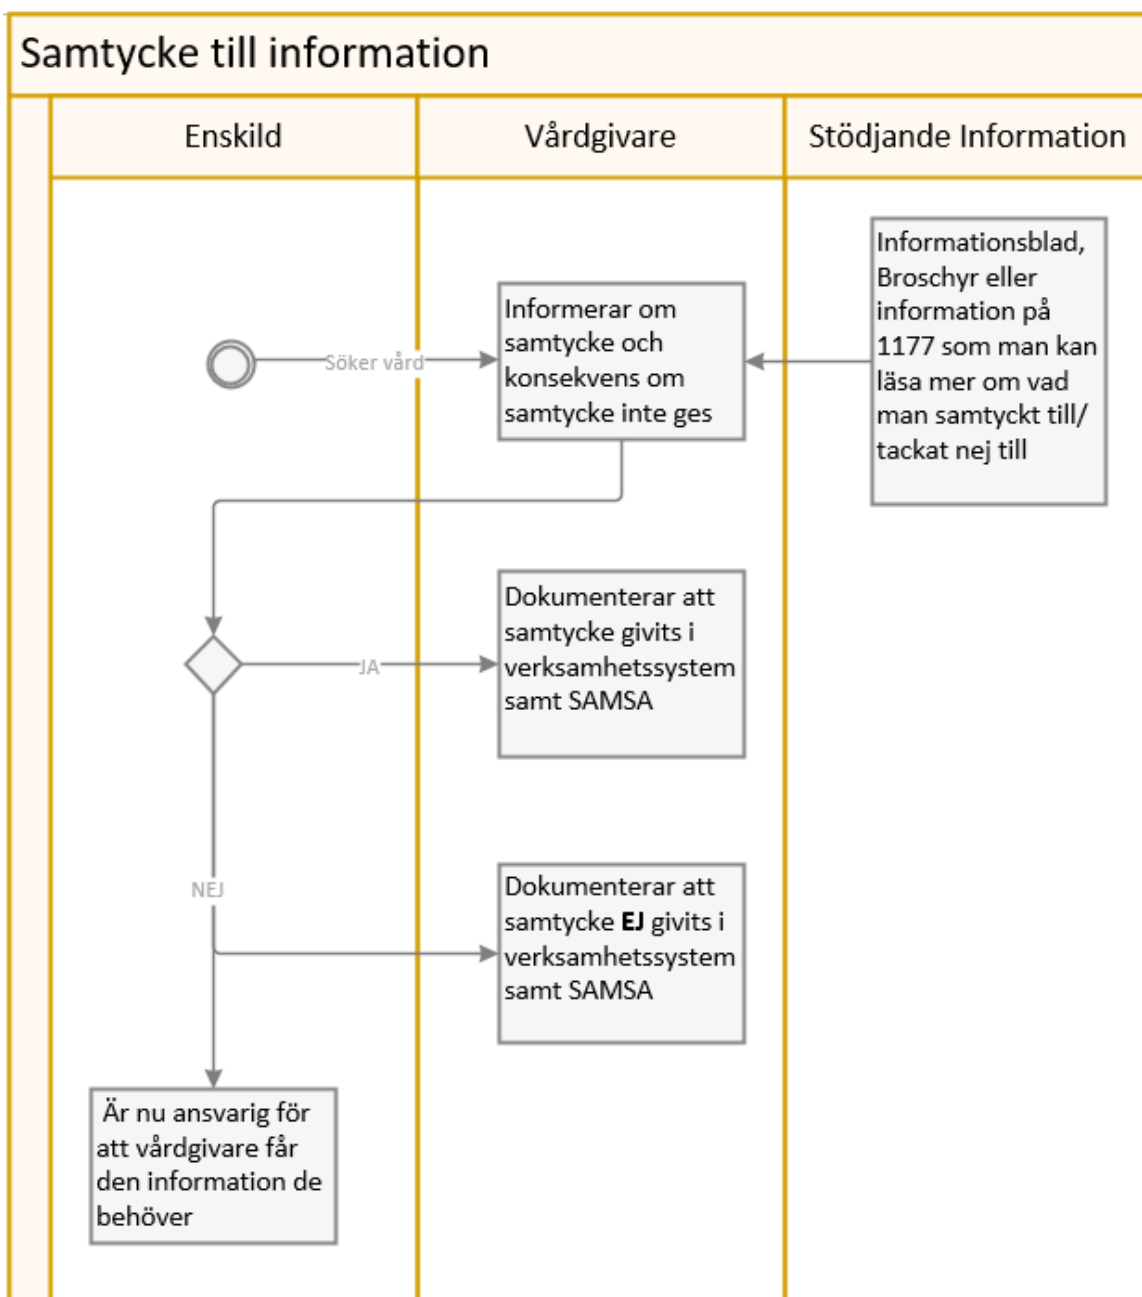 Samtycke till information
Enskild
Vårdgivare
Stödjande Information
Söker vård
Informerar om
samtycke och
konsekvens om
samtycke inte ges
Informationsblad,
Broschyr eller
information på
1177 som man kan
läsa mer om vad
man samtyckt till/
tackat nej till
JA
Dokumenterar att
samtycke givits i
verksamhetssystem
samt SAMSA
NEJ
Dokumenterar att
samtycke EJ givits i
verksamhetssystem
samt SAMSA
Är nu ansvarig för
att vårdgivare får
den information de
behöver